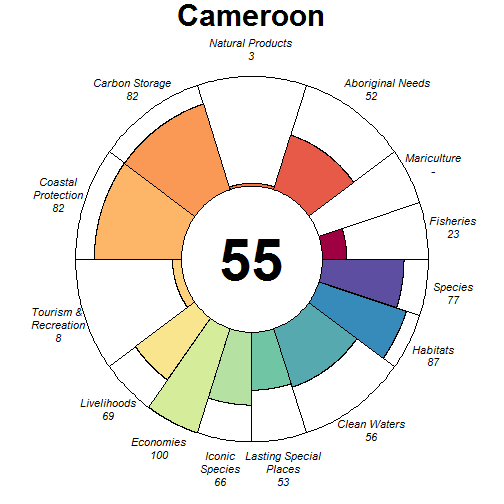 Cameroon
Natural Products
3
Carbon Storage
82
Aboriginal Needs
52
Mariculture
-
Coastal
Protection
82
Fisheries
23
55
Species
77
Tourism &
Recreation
8
Habitats
87
Livelihoods
69
Clean Waters
56
Economies
100
Iconic
Species
66
Lasting Special
Places
53